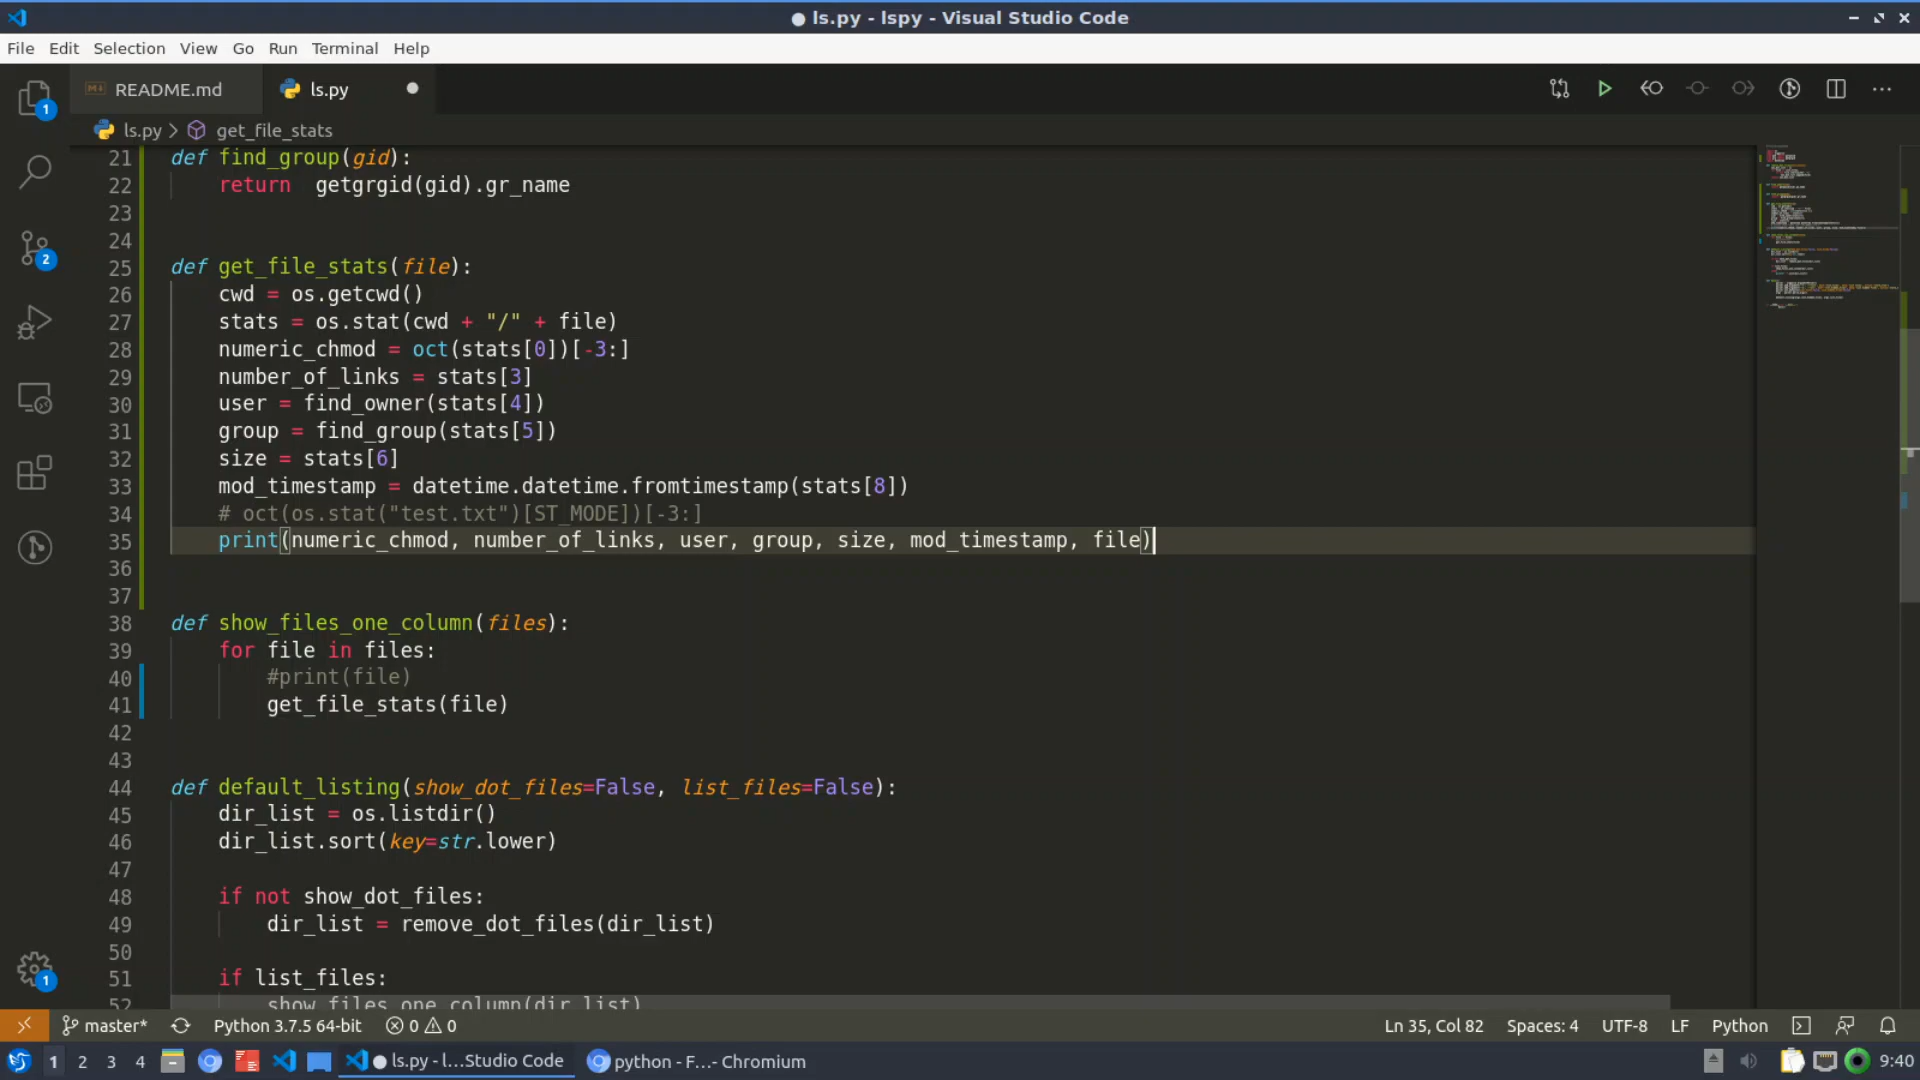 ● ls.py - lspy - Visual Studio Code
File Edit Selection View Go Run Terminal Help
README.md ls.py
ls.py > get_file_stats
21 def find_group(gid):
22 return  getgrgid(gid).gr_name
23
24
25 def get_file_stats(file):
26 cwd = os.getcwd()
27 stats = os.stat(cwd + "/" + file)
28 numeric_chmod = oct(stats[0])[-3:]
29 number_of_links = stats[3]
30 user = find_owner(stats[4])
31 group = find_group(stats[5])
32 size = stats[6]
33 mod_timestamp = datetime.datetime.fromtimestamp(stats[8])
34 # oct(os.stat("test.txt")[ST_MODE])[-3:]
35 print(numeric_chmod, number_of_links, user, group, size, mod_timestamp, file)
36
37
38 def show_files_one_column(files):
39 for file in files:
40 #print(file)
41 get_file_stats(file)
42
43
44 def default_listing(show_dot_files=False, list_files=False):
45 dir_list = os.listdir()
46 dir_list.sort(key=str.lower)
47
48 if not show_dot_files:
49 dir_list = remove_dot_files(dir_list)
50
51 if list_files:
52 show_files_one_column(dir_list)
1
2
1
master* Python 3.7.5 64-bit 0 0 Ln 35, Col 82 Spaces: 4 UTF-8 LF Python
1 2 3 4 ● ls.py - l...Studio Code python - F...- Chromium 9:40